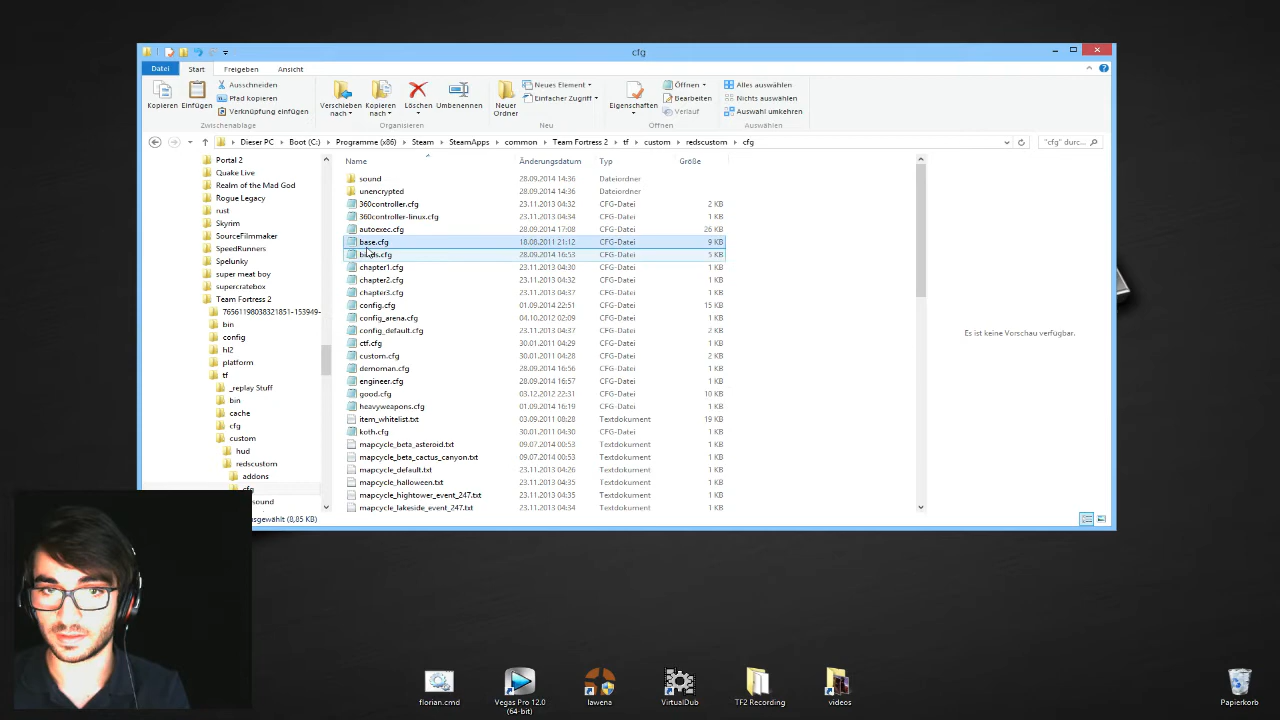 cfg
Datei Start Freigeben Ansicht
Kopieren Einfügen Ausschneiden Pfad kopieren Verknüpfung einfügen
Verschieben nach Kopieren nach Löschen Umbenennen
Neuer Ordner Neues Element Einfacher Zugriff
Eigenschaften Öffnen Bearbeiten Verlauf
Alles auswählen Nichts auswählen Auswahl umkehren
Zwischenablage Organisieren Neu Öffnen Auswählen
Dieser PC Boot (C:) Programme (x86) Steam SteamApps common Team Fortress 2 tf custom redscustom cfg "cfg" durc...
Portal 2
Quake Live
Realm of the Mad God
Rogue Legacy
rust
Skyrim
SourceFilmmaker
SpeedRunners
Spelunky
super meat boy
supercratebox
Team Fortress 2
76561198038321851-153949-
bin
config
hl2
platform
tf
_replay Stuff
bin
cache
cfg
custom
hud
redscustom
addons
cfg
sound
Name Änderungsdatum Typ Größe
sound 28.09.2014 14:36 Dateiordner
unencrypted 28.09.2014 14:36 Dateiordner
360controller.cfg 23.11.2013 04:32 CFG-Datei 2 KB
360controller-linux.cfg 23.11.2013 04:34 CFG-Datei 1 KB
autoexec.cfg 28.09.2014 17:08 CFG-Datei 26 KB
base.cfg 18.08.2011 21:12 CFG-Datei 9 KB
binds.cfg 28.09.2014 16:53 CFG-Datei 5 KB
chapter1.cfg 23.11.2013 04:30 CFG-Datei 1 KB
chapter2.cfg 23.11.2013 04:32 CFG-Datei 1 KB
chapter3.cfg 23.11.2013 04:37 CFG-Datei 1 KB
config.cfg 01.09.2014 22:51 CFG-Datei 15 KB
config_arena.cfg 04.10.2012 02:09 CFG-Datei 1 KB
config_default.cfg 23.11.2013 04:37 CFG-Datei 2 KB
ctf.cfg 30.01.2011 04:29 CFG-Datei 1 KB
custom.cfg 30.01.2011 04:28 CFG-Datei 2 KB
demoman.cfg 28.09.2014 16:56 CFG-Datei 1 KB
engineer.cfg 28.09.2014 16:57 CFG-Datei 1 KB
good.cfg 03.12.2012 22:31 CFG-Datei 10 KB
heavyweapons.cfg 01.09.2014 16:19 CFG-Datei 1 KB
item_whitelist.txt 03.09.2011 08:28 Textdokument 19 KB
koth.cfg 30.01.2011 04:30 CFG-Datei 1 KB
mapcycle_beta_asteroid.txt 09.07.2014 00:53 Textdokument 1 KB
mapcycle_beta_cactus_canyon.txt 09.07.2014 00:53 Textdokument 1 KB
mapcycle_default.txt 23.11.2013 04:26 Textdokument 1 KB
mapcycle_halloween.txt 23.11.2013 04:35 Textdokument 1 KB
mapcycle_hightower_event_247.txt 23.11.2013 04:35 Textdokument 1 KB
mapcycle_lakeside_event_247.txt 23.11.2013 04:34 Textdokument 1 KB
Es ist keine Vorschau verfügbar.
usgewählt (8,85 KB)
florian.cmd Vegas Pro 12.0 (64-bit) lawena VirtualDub TF2 Recording videos Papierkorb